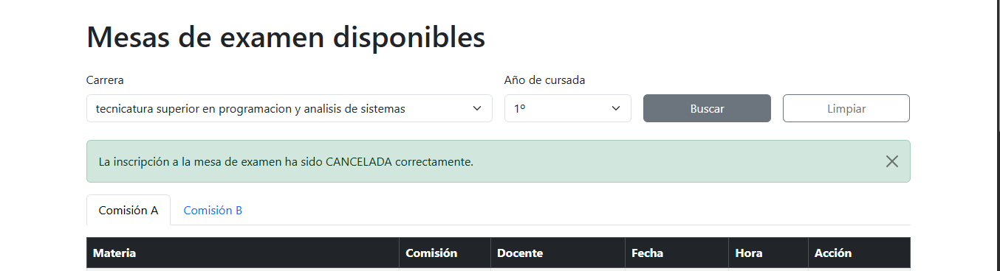 Mesas de examen disponibles
Carrera
Año de cursada
tecnicatura superior en programacion y analisis de sistemas
1º
Buscar
Limpiar
La inscripción a la mesa de examen ha sido CANCELADA correctamente.
Comisión A
Comisión B
Materia
Comisión
Docente
Fecha
Hora
Acción